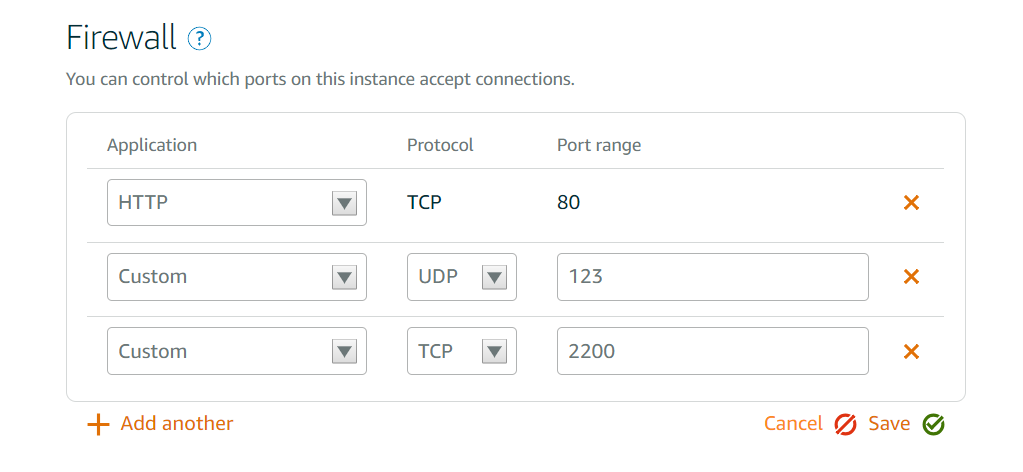 Firewall ?
You can control which ports on this instance accept connections.
Application Protocol Port range
HTTP TCP 80
Custom UDP 123
Custom TCP 2200
Add another Cancel Save